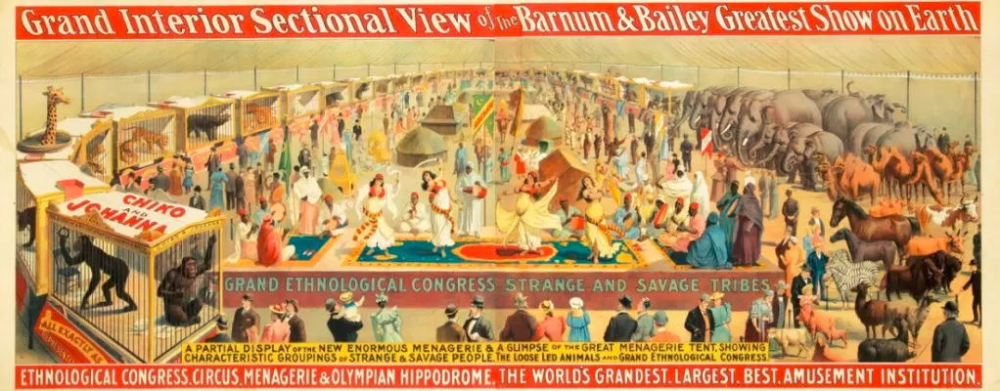 Grand Interior Sectional View of the Barnum & Bailey Greatest Show on Earth
CHIKO
AND
JOHANNA
GRAND ETHNOLOGICAL CONGRESS STRANGE AND SAVAGE TRIBES.
ALL EXACTLY AS
A PARTIAL DISPLAY OF THE NEW ENORMOUS MENAGERIE & A GLIMPSE OF THE GREAT MENAGERIE TENT, SHOWING
CHARACTERISTIC GROUPINGS OF STRANGE & SAVAGE PEOPLE, THE LOOSE LED ANIMALS AND GRAND ETHNOLOGICAL CONGRESS.
ETHNOLOGICAL CONGRESS, CIRCUS, MENAGERIE & OLYMPIAN HIPPODROME, THE WORLD'S GRANDEST, LARGEST, BEST, AMUSEMENT INSTITUTION.